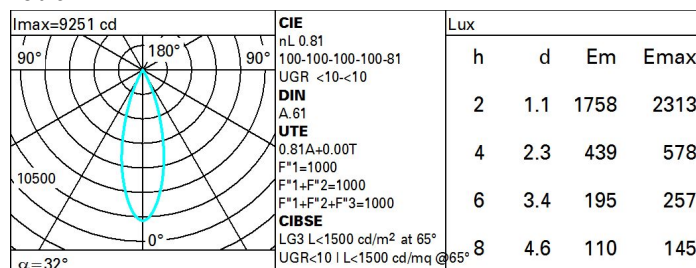 Imax=9251 cd
90°
180°
90°
10500
0°
α=32°
CIE
nL 0.81
100-100-100-100-81
UGR <10-<10
DIN
A.61
UTE
0.81A+0.00T
F"1=1000
F"1+F"2=1000
F"1+F"2+F"3=1000
CIBSE
LG3 L<1500 cd/m² at 65°
UGR<10 | L<1500 cd/mq @65°
Lux
h d Em Emax
2 1.1 1758 2313
4 2.3 439 578
6 3.4 195 257
8 4.6 110 145